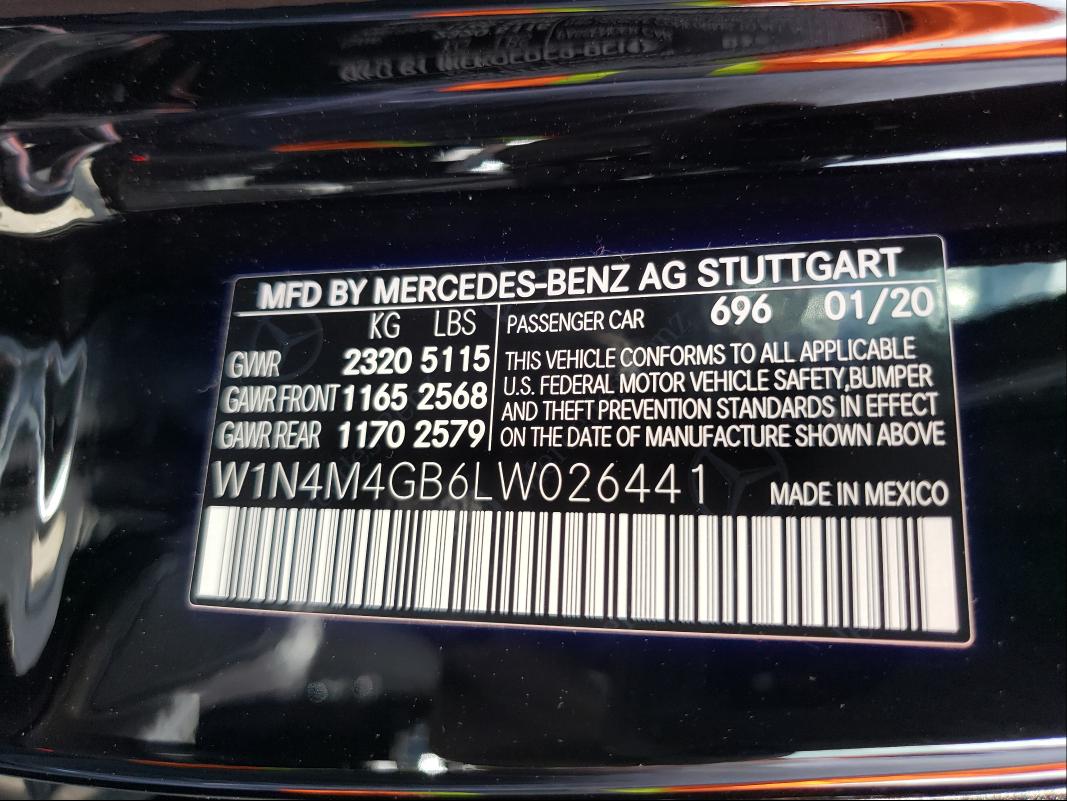 MFD BY MERCEDES-BENZ AG STUTTGART
KG LBS
GVWR 2320 5115
GAWR FRONT 1165 2568
GAWR REAR 1170 2579
PASSENGER CAR 696 01/20
THIS VEHICLE CONFORMS TO ALL APPLICABLE
U.S. FEDERAL MOTOR VEHICLE SAFETY,BUMPER
AND THEFT PREVENTION STANDARDS IN EFFECT
ON THE DATE OF MANUFACTURE SHOWN ABOVE
W1N4M4GB6LW026441
MADE IN MEXICO